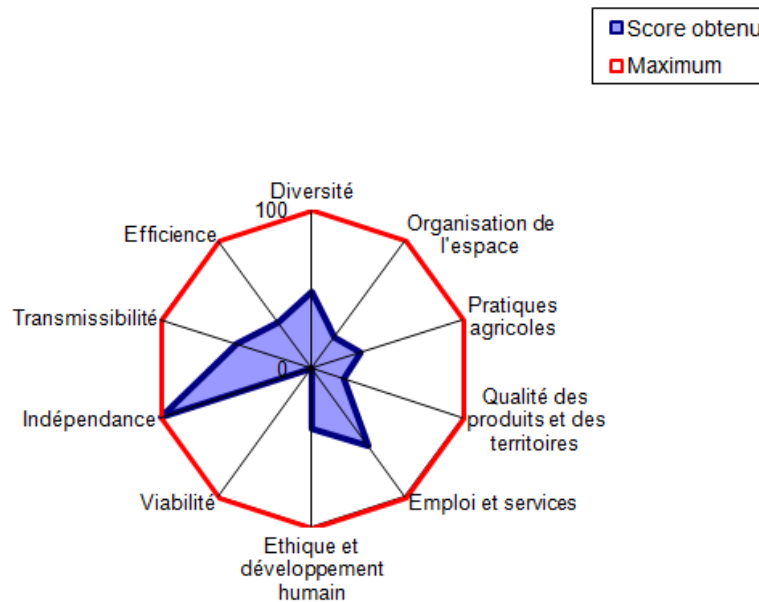 Score obtenu
Maximum
Diversité
100
Organisation de
l'espace
Efficience
Pratiques
agricoles
Transmissibilité
0
Qualité des
produits et des
territoires
Indépendance
Viabilité
Emploi et services
Ethique et
développement
humain